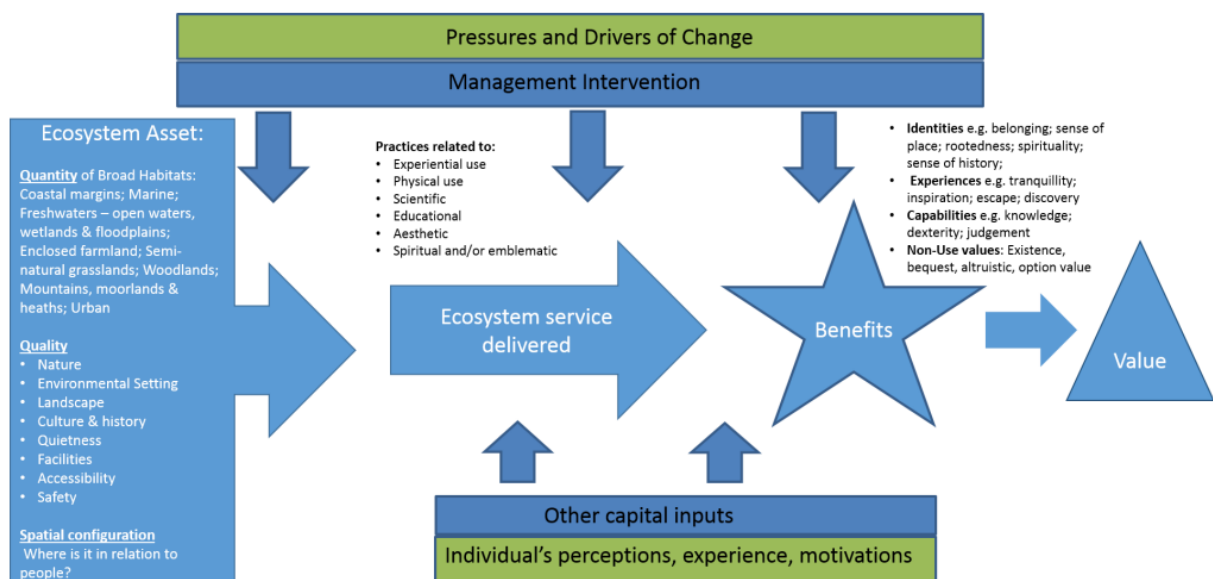 Pressures and Drivers of Change
Management Intervention
Ecosystem Asset:
Quantity of Broad Habitats:
Coastal margins; Marine;
Freshwaters – open waters,
wetlands & floodplains;
Enclosed farmland; Semi-
natural grasslands; Woodlands;
Mountains, moorlands &
heaths; Urban
Quality
• Nature
• Environmental Setting
• Landscape
• Culture & history
• Quietness
• Facilities
• Accessibility
• Safety
Spatial configuration
Where is it in relation to
people?
Practices related to:
• Experiential use
• Physical use
• Scientific
• Educational
• Aesthetic
• Spiritual and/or emblematic
Ecosystem service
delivered
• Identities e.g. belonging; sense of
place; rootedness; spirituality;
sense of history;
• Experiences e.g. tranquillity;
inspiration; escape; discovery
• Capabilities e.g. knowledge;
dexterity; judgement
• Non-Use values: Existence,
bequest, altruistic, option value
Benefits
Value
Other capital inputs
Individual's perceptions, experience, motivations